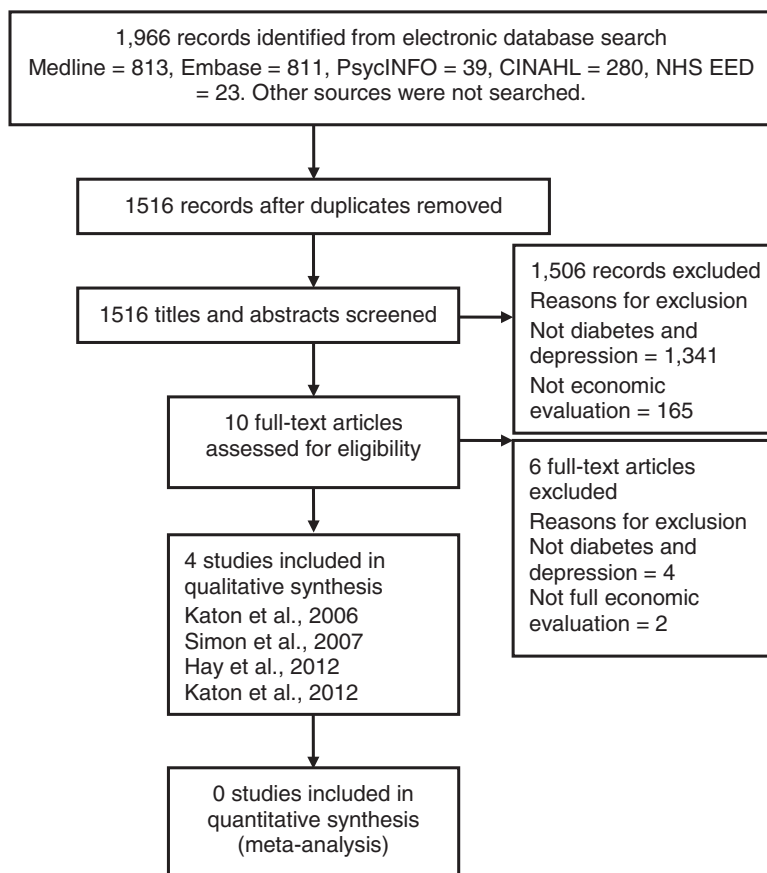 1,966 records identified from electronic database search
Medline = 813, Embase = 811, PsycINFO = 39, CINAHL = 280, NHS EED
= 23. Other sources were not searched.
1516 records after duplicates removed
1516 titles and abstracts screened
1,506 records excluded
Reasons for exclusion
Not diabetes and
depression = 1,341
Not economic
evaluation = 165
10 full-text articles
assessed for eligibility
6 full-text articles
excluded
Reasons for exclusion
Not diabetes and
depression = 4
Not full economic
evaluation = 2
4 studies included in
qualitative synthesis
Katon et al., 2006
Simon et al., 2007
Hay et al., 2012
Katon et al., 2012
0 studies included in
quantitative synthesis
(meta-analysis)